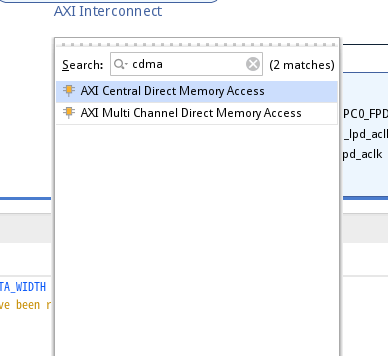 AXI Interconnect
Search: cdma (2 matches)
AXI Central Direct Memory Access
AXI Multi Channel Direct Memory Access
PC0_FPD
_lpd_acl
pd_aclk
TA_WIDTH
ve been r